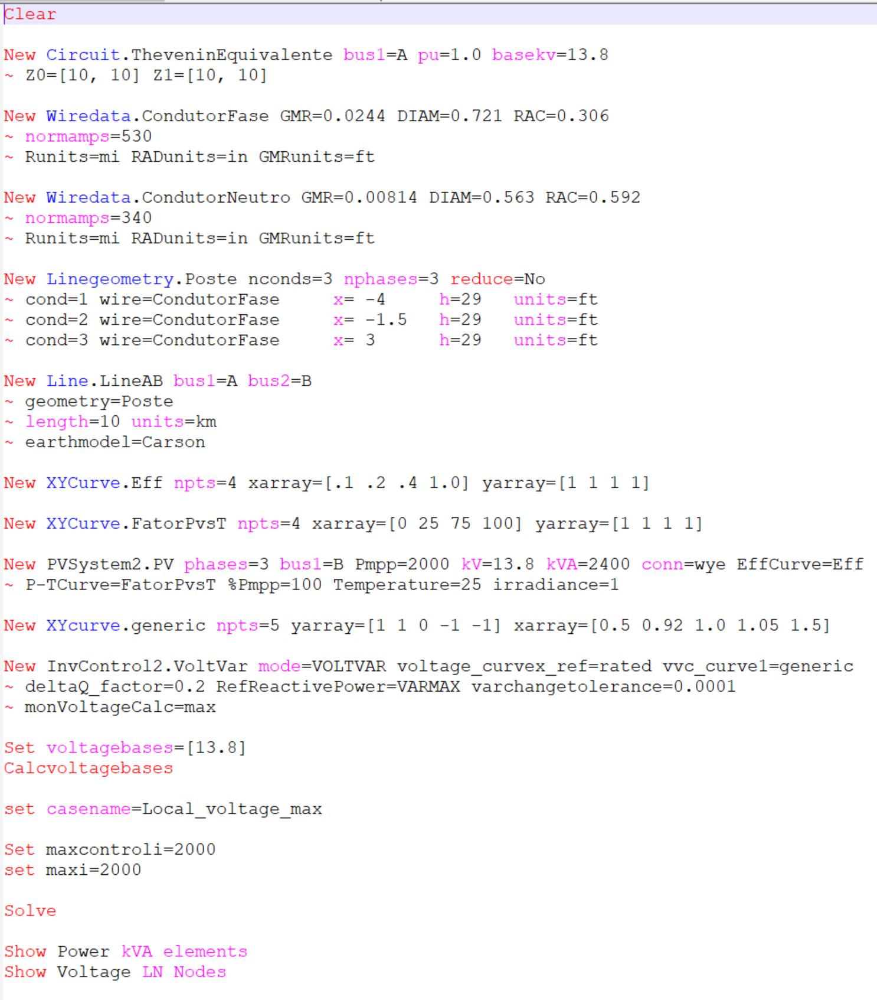 Clear
New Circuit.TheveninEquivalente bus1=A pu=1.0 basekv=13.8
~ Z0=[10, 10] Z1=[10, 10]
New Wiredata.CondutorFase GMR=0.0244 DIAM=0.721 RAC=0.306
~ normamps=530
~ Runits=mi RADunits=in GMRunits=ft
New Wiredata.CondutorNeutro GMR=0.00814 DIAM=0.563 RAC=0.592
~ normamps=340
~ Runits=mi RADunits=in GMRunits=ft
New Linegeometry.Poste nconds=3 nphases=3 reduce=No
~ cond=1 wire=CondutorFase x= -4 h=29 units=ft
~ cond=2 wire=CondutorFase x= -1.5 h=29 units=ft
~ cond=3 wire=CondutorFase x= 3 h=29 units=ft
New Line.LineAB bus1=A bus2=B
~ geometry=Poste
~ length=10 units=km
~ earthmodel=Carson
New XYCurve.Eff npts=4 xarray=[.1 .2 .4 1.0] yarray=[1 1 1 1]
New XYCurve.FatorPvsT npts=4 xarray=[0 25 75 100] yarray=[1 1 1 1]
New PVSystem2.PV phases=3 bus1=B Pmpp=2000 kV=13.8 kVA=2400 conn=wye EffCurve=Eff
~ P-TCurve=FatorPvsT %Pmpp=100 Temperature=25 irradiance=1
New XYcurve.generic npts=5 yarray=[1 1 0 -1 -1] xarray=[0.5 0.92 1.0 1.05 1.5]
New InvControl2.VoltVar mode=VOLTVAR voltage_curvex_ref=rated vvc_curve1=generic
~ deltaQ_factor=0.2 RefReactivePower=VARMAX varchangetolerance=0.0001
~ monVoltageCalc=max
Set voltagebases=[13.8]
Calcvoltagebases
set casename=Local_voltage_max
Set maxcontroli=2000
set maxi=2000
Solve
Show Power kVA elements
Show Voltage LN Nodes